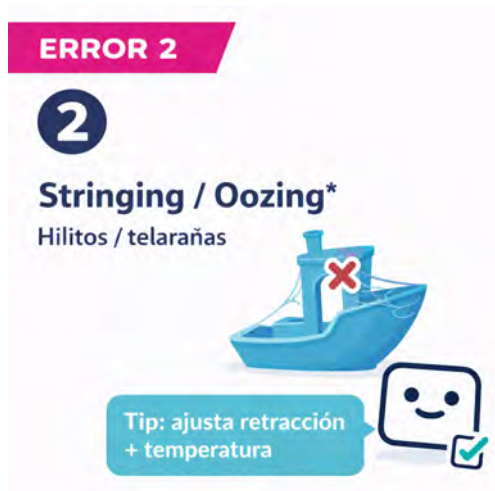 ERROR 2
2
Stringing / Oozing*
Hilitos / telarañas
Tip: ajusta retracción
+ temperatura